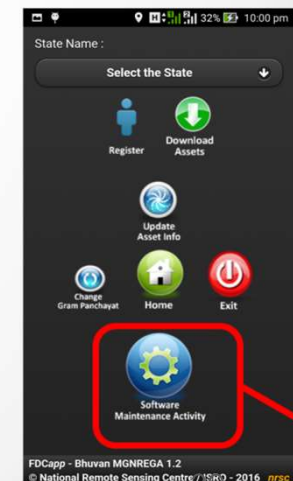 32% 10:00 pm
State Name :
Select the State
Register
Download
Assets
Update
Asset Info
Change
Gram Panchayat
Home
Exit
Software
Maintenance Activity
FDCapp - Bhuvan MGNREGA 1.2
© National Remote Sensing Centre / ISRO - 2016 nrsc